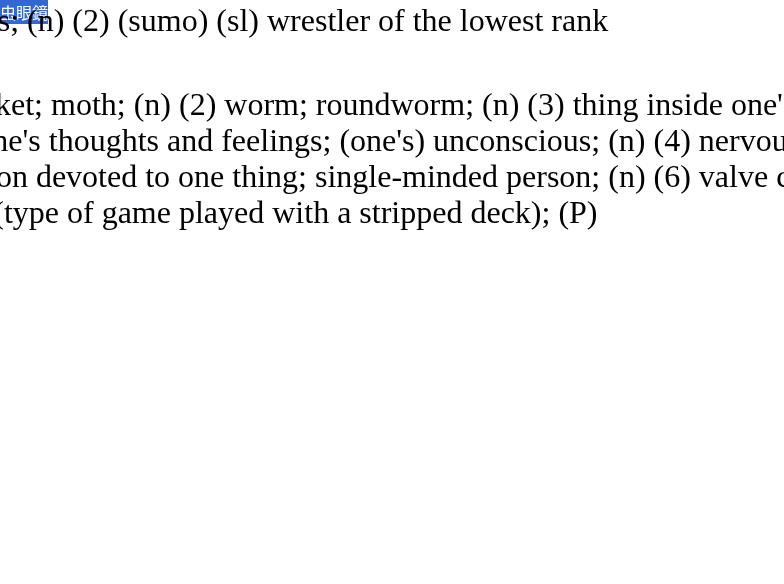 虫眼鏡
s; (n) (2) (sumo) (sl) wrestler of the lowest rank
ket; moth; (n) (2) worm; roundworm; (n) (3) thing inside one'
ne's thoughts and feelings; (one's) unconscious; (n) (4) nervou
on devoted to one thing; single-minded person; (n) (6) valve c
(type of game played with a stripped deck); (P)